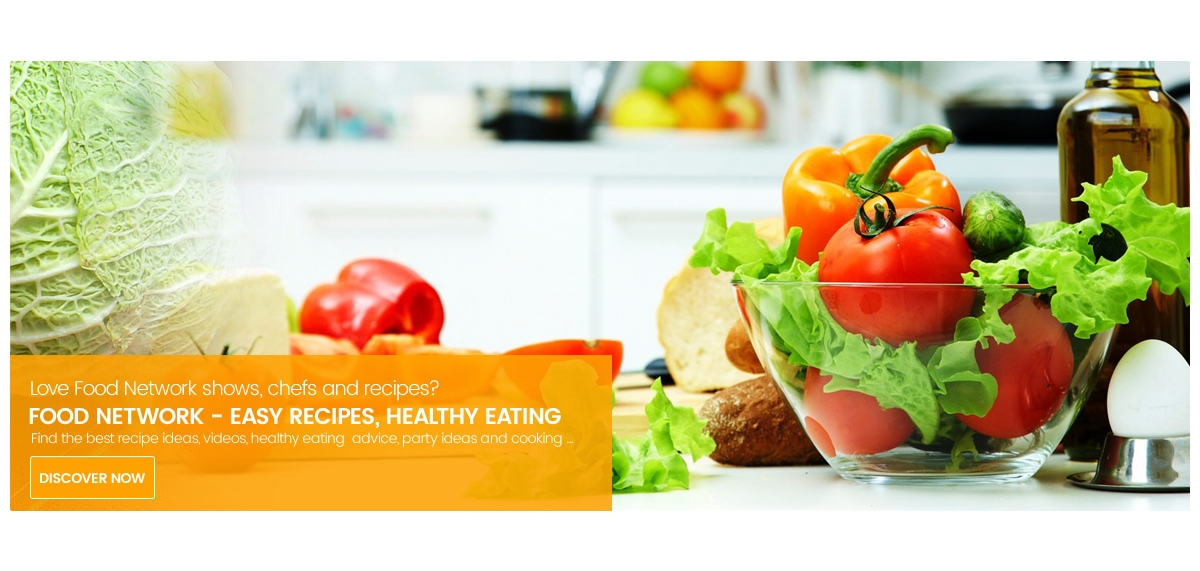 Love Food Network shows, chefs and recipes?
FOOD NETWORK - EASY RECIPES, HEALTHY EATING
Find the best recipe ideas, videos, healthy eating advice, party ideas and cooking ...
DISCOVER NOW